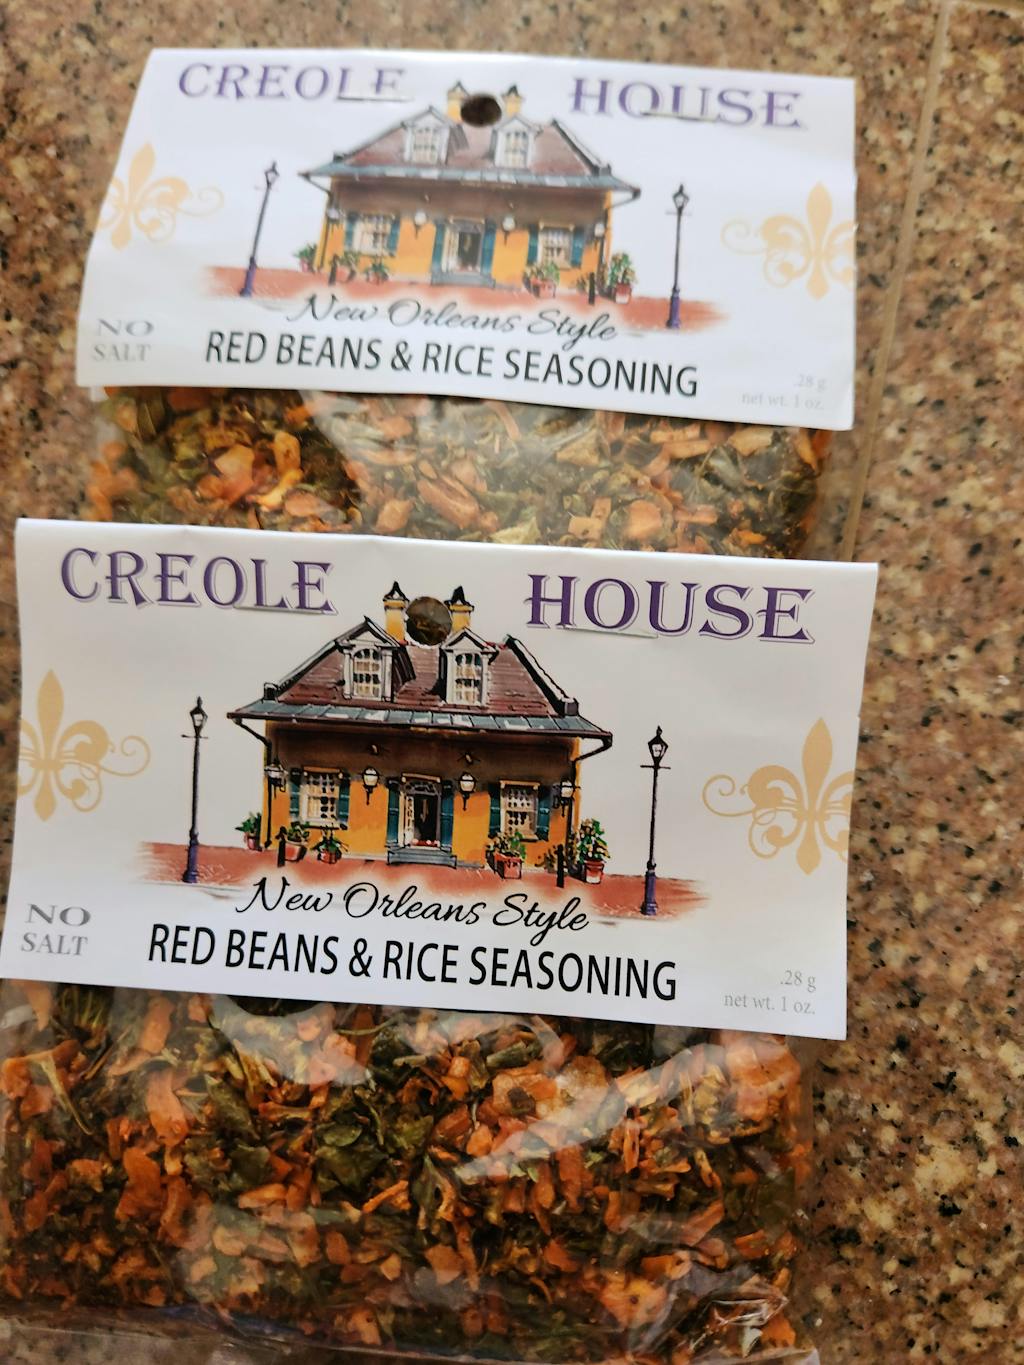 CREOLE HOUSE
New Orleans Style
NO
SALT
RED BEANS & RICE SEASONING
.28 g
net wt. 1 oz.
CREOLE HOUSE
New Orleans Style
NO
SALT
RED BEANS & RICE SEASONING
.28 g
net wt. 1 oz.